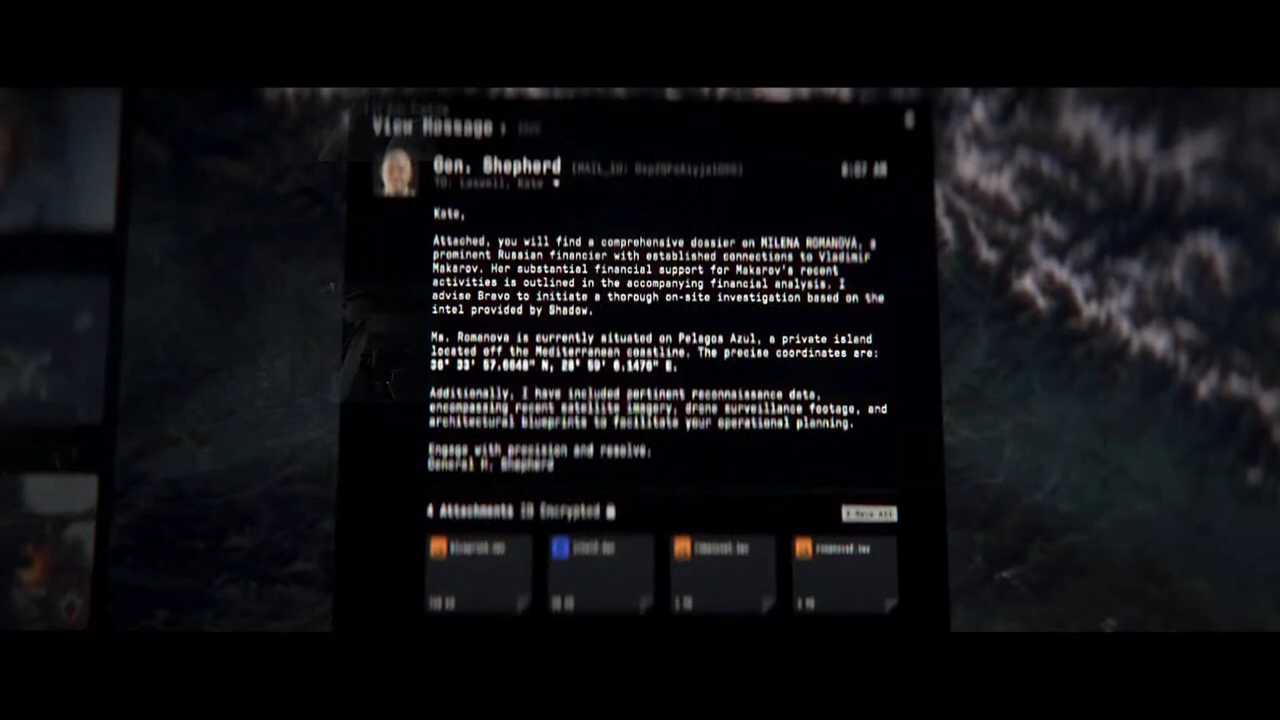 View Message
Gen. Shepherd
TO: Laswell, Kate
Kate,
Attached, you will find a comprehensive dossier on MILENA ROMANOVA, a
prominent Russian financier with established connections to Vladimir
Makarov. Her substantial financial support for Makarov's recent
activities is outlined in the accompanying financial analysis. I
advise Bravo to initiate a thorough on-site investigation based on the
intel provided by Shadow.
Ms. Romanova is currently situated on Pelagos Azul, a private island
located off the Mediterranean coastline. The precise coordinates are:
Additionally, I have included pertinent reconnaissance data,
encompassing recent satellite imagery, drone surveillance footage, and
architectural blueprints to facilitate your operational planning.
Engage with precision and resolve,
General H. Shepherd
4 Attachments Encrypted